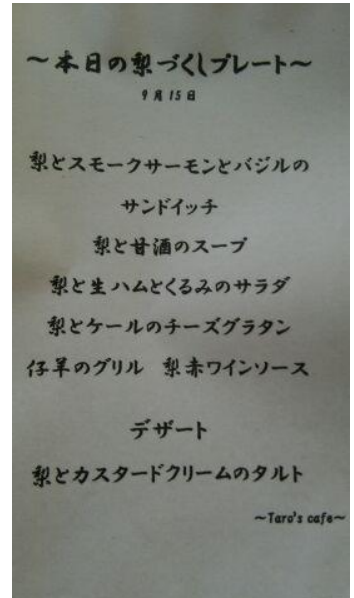 ～本日の梨づくしプレート～
9月15日
梨とスモークサーモンとバジルの
サンドイッチ
梨と甘酒のスープ
梨と生ハムとくるみのサラダ
梨とケールのチーズグラタン
仔羊のグリル 梨赤ワインソース
デザート
梨とカスタードクリームのタルト
～Taro's cafe～